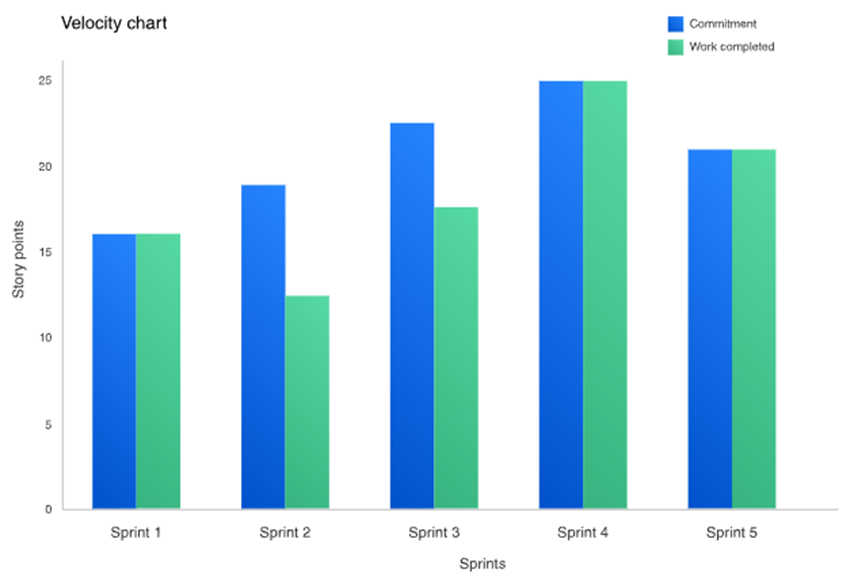 Velocity chart
Commitment
Work completed
25
20
15
10
5
0
Story points
Sprint 1
Sprint 2
Sprint 3
Sprint 4
Sprint 5
Sprints